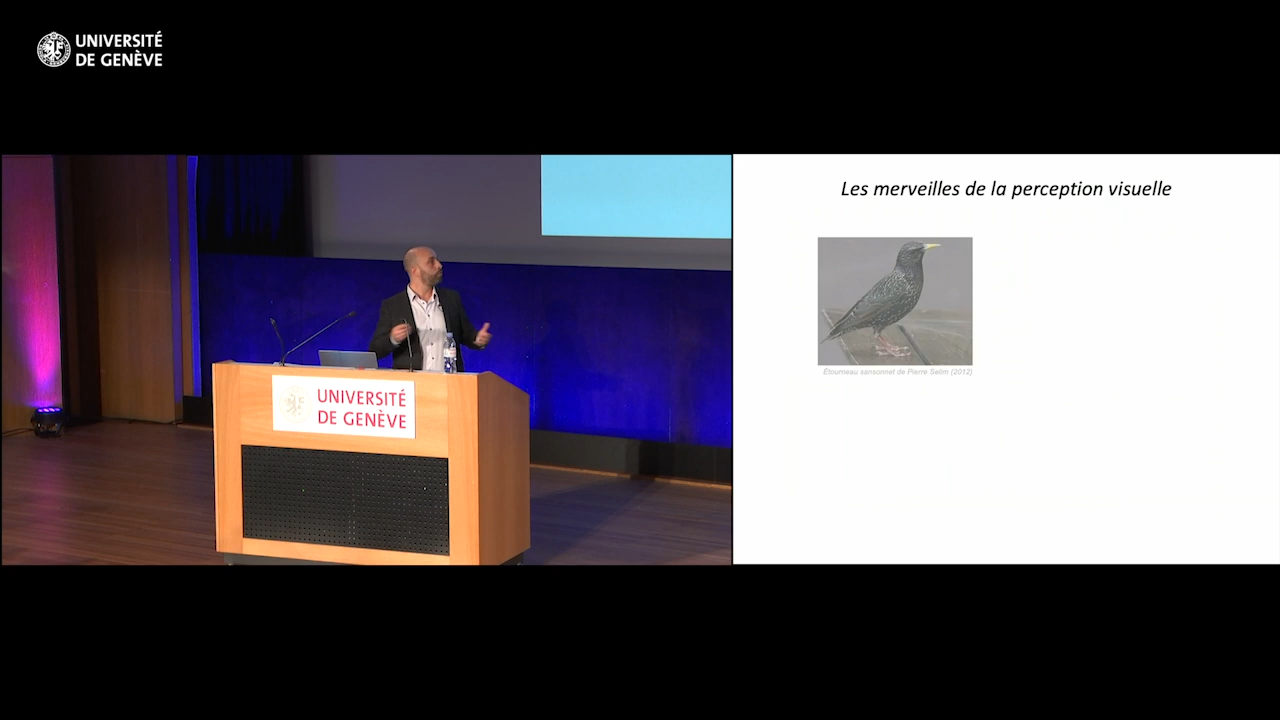 UNIVERSITÉ
DE GENÈVE
Les merveilles de la perception visuelle
Étourneau sansonnet de Pierre Selim (2012)
UNIVERSITÉ
DE GENÈVE